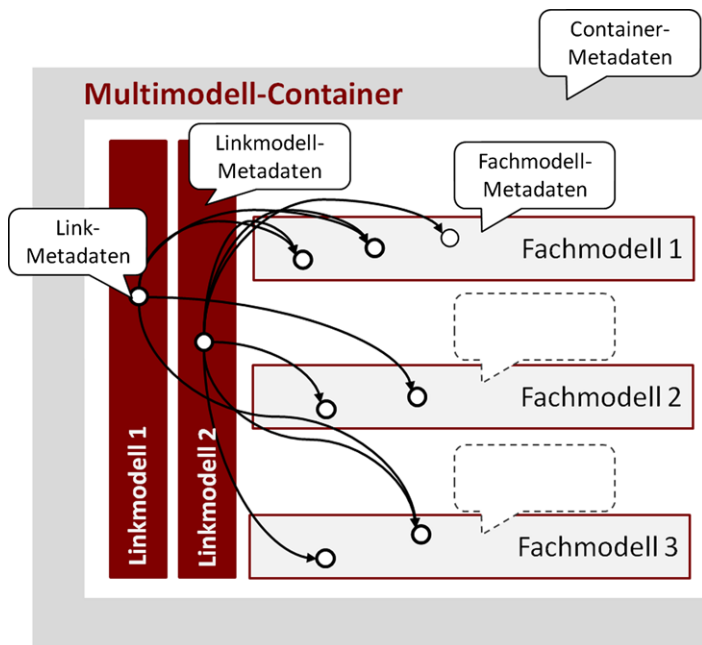 Container-
Metadaten
Multimodell-Container
Linkmodell-
Metadaten
Fachmodell-
Metadaten
Link-
Metadaten
Fachmodell 1
Fachmodell 2
Fachmodell 3
Linkmodell 1
Linkmodell 2